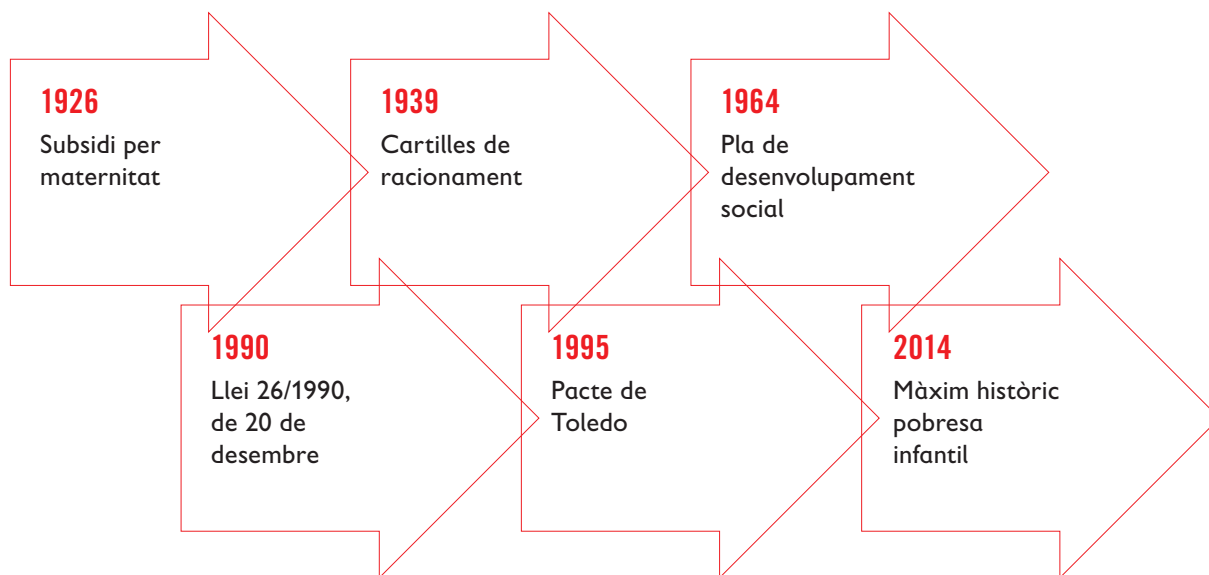 1926
Subsidi per
maternitat
1939
Cartilles de
racionament
1964
Pla de
desenvolupament
social
1990
Llei 26/1990,
de 20 de
desembre
1995
Pacte de
Toledo
2014
Màxim històric
pobresa
infantil